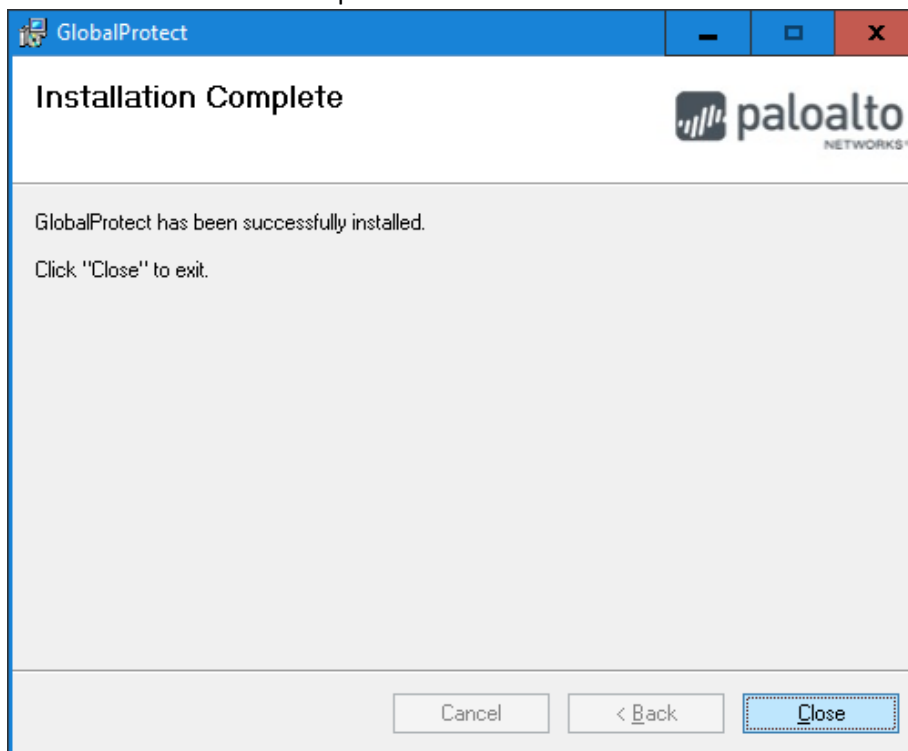 GlobalProtect
Installation Complete
paloalto
NETWORKS
GlobalProtect has been successfully installed.
Click "Close" to exit.
Cancel
< Back
Close